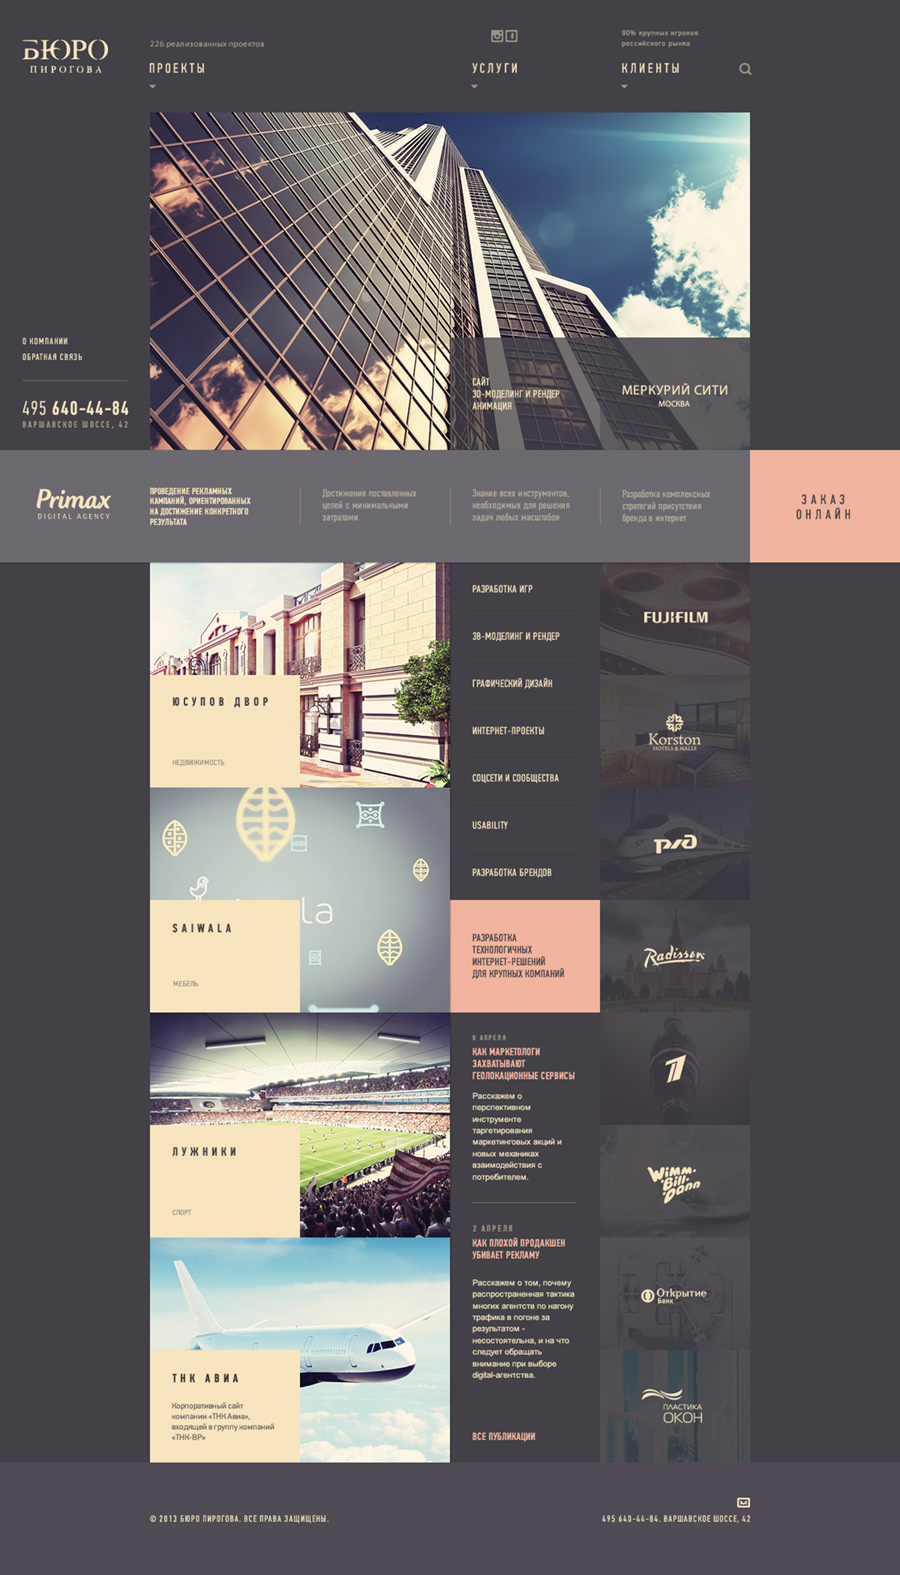 БЮРО
ПИРОГОВА
226 реализованных проектов
ПРОЕКТЫ
УСЛУГИ
90% крупных игроков
российского рынка
КЛИЕНТЫ
О КОМПАНИИ
ОБРАТНАЯ СВЯЗЬ
495 640-44-84
ВАРШАВСКОЕ ШОССЕ, 42
САЙТ
3D-МОДЕЛИНГ И РЕНДЕР
АНИМАЦИЯ
МЕРКУРИЙ СИТИ
МОСКВА
Primax
DIGITAL AGENCY
ПРОВЕДЕНИЕ РЕКЛАМНЫХ
КАМПАНИЙ, ОРИЕНТИРОВАННЫХ
НА ДОСТИЖЕНИЕ КОНКРЕТНОГО
РЕЗУЛЬТАТА
Достижение поставленных
целей с минимальными
затратами
Знание всех инструментов,
необходимых для решения
задач любых масштабов
Разработка комплексных
стратегий присутствия
бренда в интернет
ЗАКАЗ
ОНЛАЙН
ЮСУПОВ ДВОР
НЕДВИЖИМОСТЬ
la
SAIWALA
МЕБЕЛЬ
ЛУЖНИКИ
СПОРТ
ТНК АВИА
Корпоративный сайт
компании «ТНК Авиа»,
входящей в группу компаний
«ТНК-BP»
РАЗРАБОТКА ИГР
3В-МОДЕЛИНГ И РЕНДЕР
ГРАФИЧЕСКИЙ ДИЗАЙН
ИНТЕРНЕТ-ПРОЕКТЫ
СОЦСЕТИ И СООБЩЕСТВА
USABILITY
РАЗРАБОТКА БРЕНДОВ
РАЗРАБОТКА
ТЕХНОЛОГИЧНЫХ
ИНТЕРНЕТ-РЕШЕНИЙ
ДЛЯ КРУПНЫХ КОМПАНИЙ
8 АПРЕЛЯ
КАК МАРКЕТОЛОГИ
ЗАХВАТЫВАЮТ
ГЕОЛОКАЦИОННЫЕ СЕРВИСЫ
Расскажем о
перспективном
инструменте
таргетирования
маркетинговых акций и
новых механиках
взаимодействия с
потребителем.
2 АПРЕЛЯ
КАК ПЛОХОЙ ПРОДАКШЕН
УБИВАЕТ РЕКЛАМУ
Расскажем о том, почему
распространенная тактика
многих агентств по нагону
трафика в погоне за
результатом -
несостоятельна, и на что
следует обращать
внимание при выборе
digital-агентства.
ВСЕ ПУБЛИКАЦИИ
FUJIFILM
Korston
HOTELS & MALLS
РЖД
Radisson
1
Wimm-
Bill-
Dann
Открытие
Банк
ПЛАСТИКА
ОКОН
© 2013 БЮРО ПИРОГОВА. ВСЕ ПРАВА ЗАЩИЩЕНЫ.
495 640-44-84. ВАРШАВСКОЕ ШОССЕ, 42